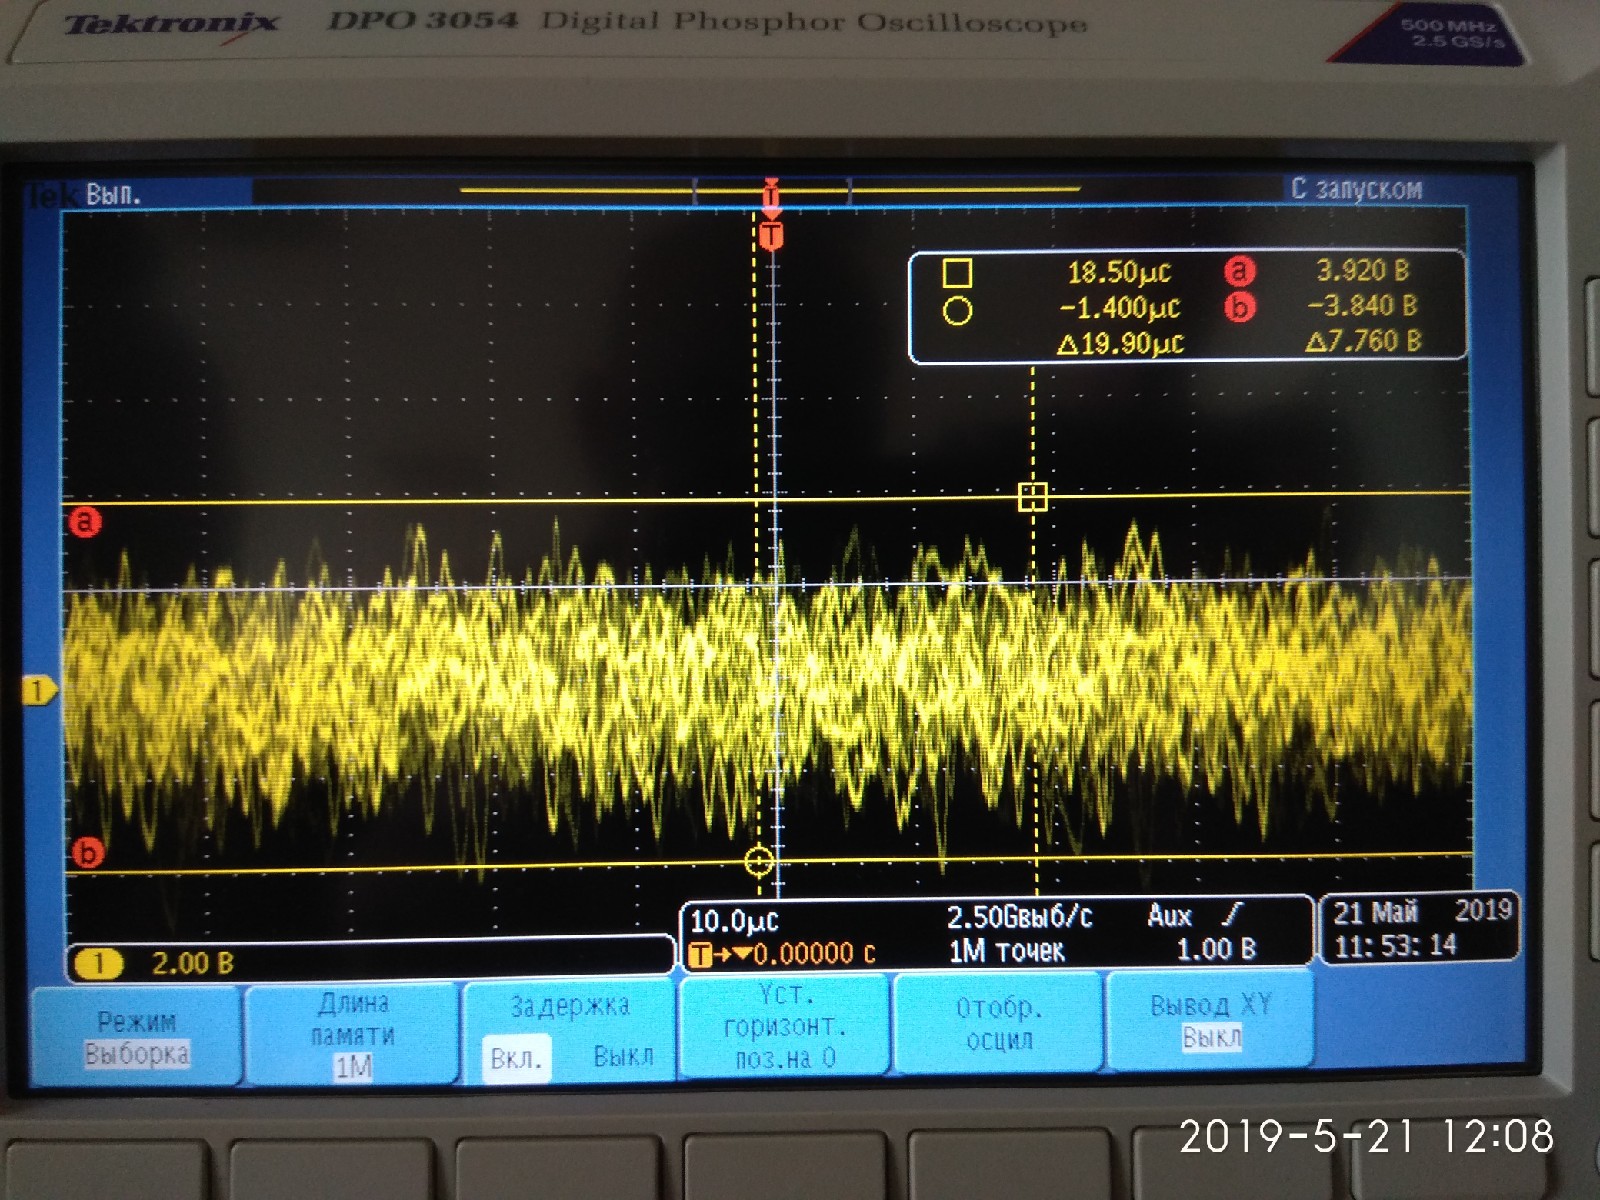 Tektronix DPO 3054 Digital Phosphor Oscilloscope
500 MHz
2.5 GS/s
Tek Вып.
С запуском
T
T
18.50µс a 3.920 В
-1.400µс b -3.840 В
Δ19.90µс Δ7.760 В
a
1
b
10.0µс 2.50Gвыб/с Aux
T→▼0.00000 с 1М точек 1.00 В
21 Май 2019
11: 53: 14
1 2.00 В
Режим
Выборка
Длина
памяти
1М
Задержка
Вкл. Выкл
Уст.
горизонт.
поз.на 0
Отобр.
осцил
Вывод XY
Выкл
2019-5-21 12:08